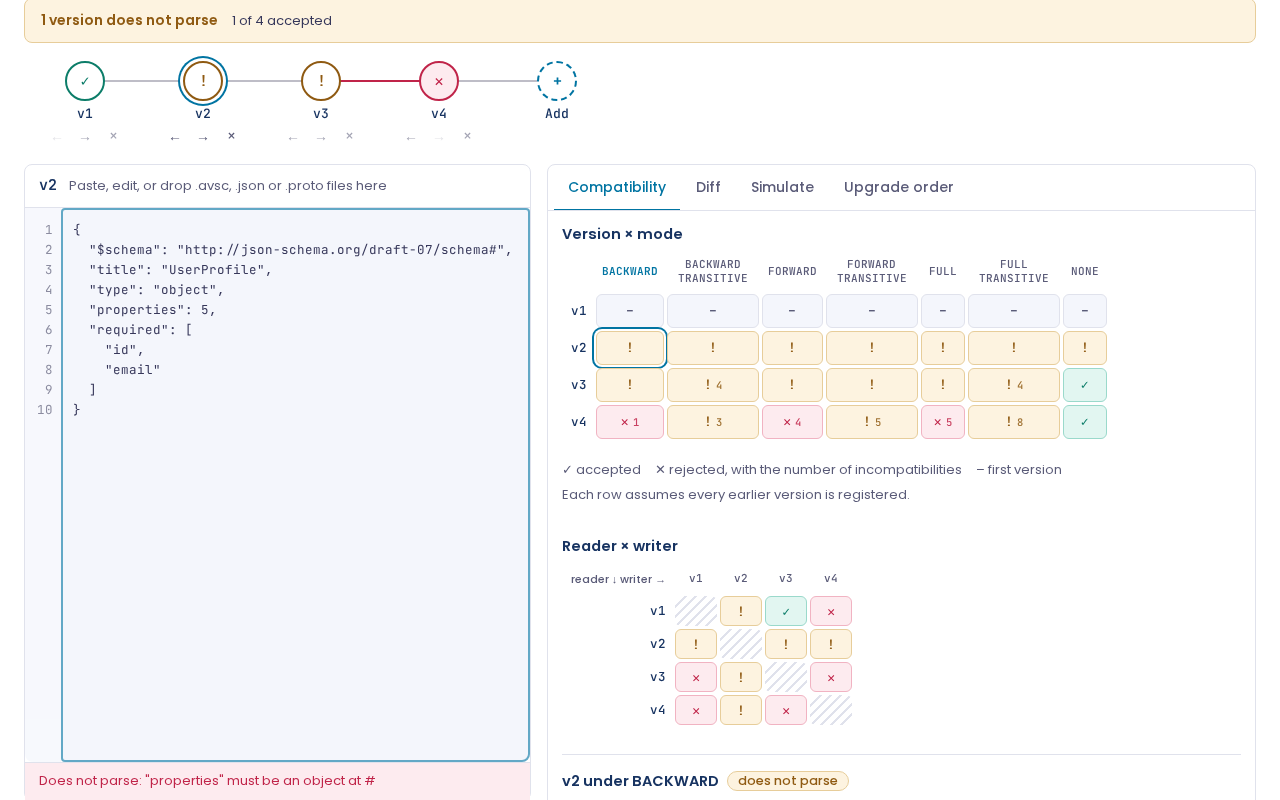 1 version does not parse 1 of 4 accepted
✓ ! ! × +
v1 v2 v3 v4 Add
← → × ← → × ← → × ← → ×
v2 Paste, edit, or drop .avsc, .json or .proto files here
1 {
2 "$schema": "http://json-schema.org/draft-07/schema#",
3 "title": "UserProfile",
4 "type": "object",
5 "properties": 5,
6 "required": [
7 "id",
8 "email"
9 ]
10 }
Does not parse: "properties" must be an object at #
Compatibility Diff Simulate Upgrade order
Version × mode
BACKWARD BACKWARD TRANSITIVE FORWARD FORWARD TRANSITIVE FULL FULL TRANSITIVE NONE
v1 – – – – – – –
v2 ! ! ! ! ! ! !
v3 ! ! 4 ! ! ! ! 4 ✓
v4 × 1 ! 3 × 4 ! 5 × 5 ! 8 ✓
✓ accepted ✕ rejected, with the number of incompatibilities – first version
Each row assumes every earlier version is registered.
Reader × writer
reader ↓ writer → v1 v2 v3 v4
v1 ! ✓ ×
v2 ! ! !
v3 × ! ×
v4 × ! ×
v2 under BACKWARD does not parse